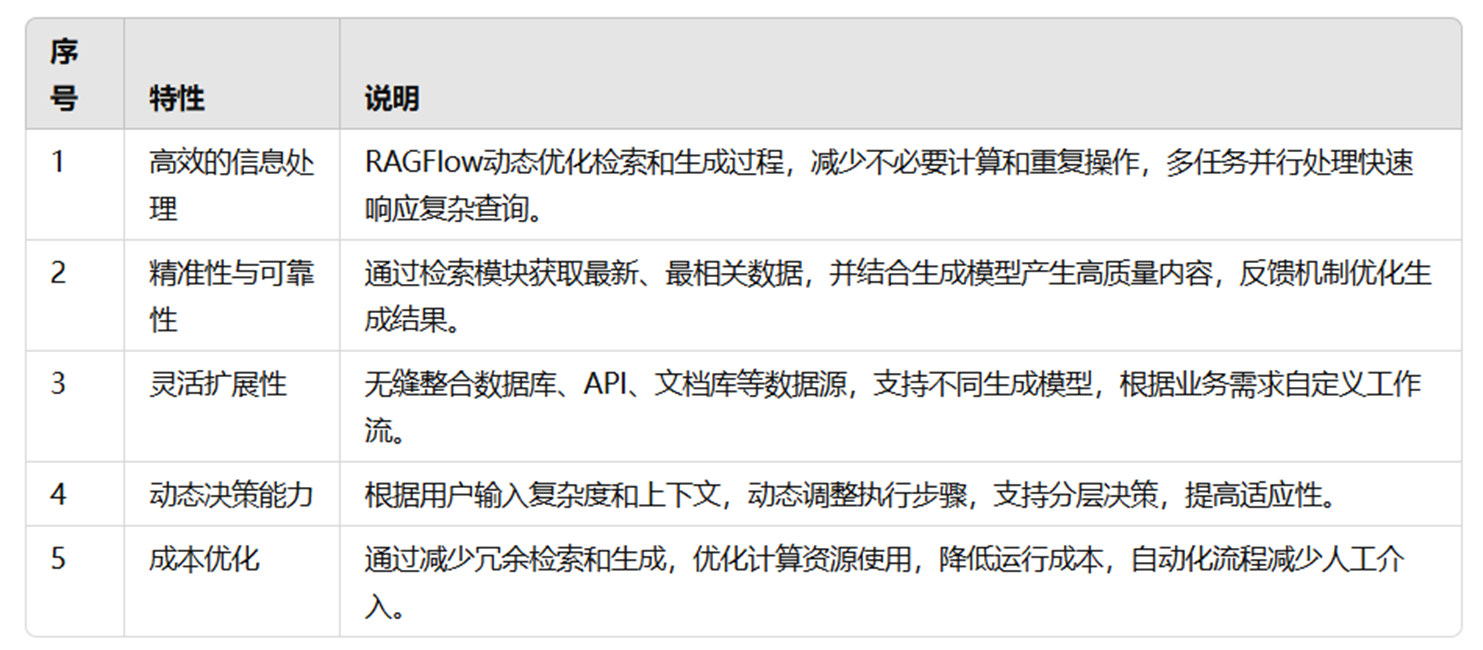 序
号
特性
说明
1
高效的信息处
理
RAGFlow动态优化检索和生成过程，减少不必要计算和重复操作，多任务并行处理快速
响应复杂查询。
2
精准性与可靠
性
通过检索模块获取最新、最相关数据，并结合生成模型产生高质量内容，反馈机制优化生
成结果。
3
灵活扩展性
无缝整合数据库、API、文档库等数据源，支持不同生成模型，根据业务需求自定义工作
流。
4
动态决策能力
根据用户输入复杂度和上下文，动态调整执行步骤，支持分层决策，提高适应性。
5
成本优化
通过减少冗余检索和生成，优化计算资源使用，降低运行成本，自动化流程减少人工介
入。